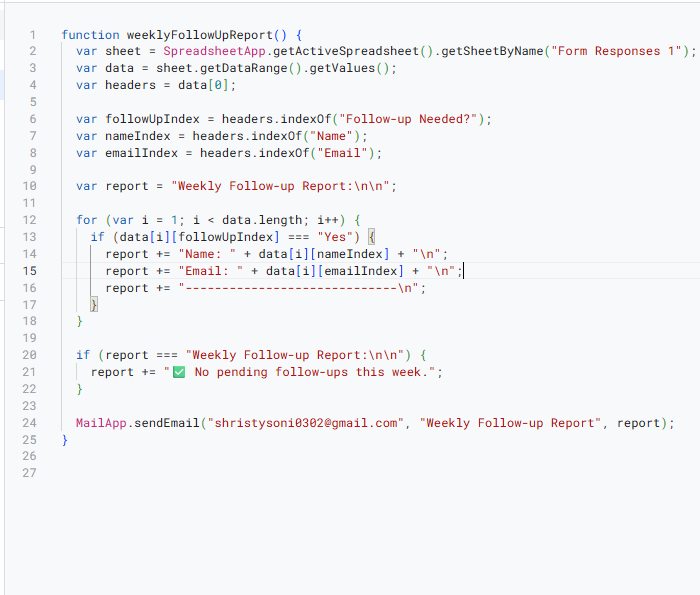 1 function weeklyFollowUpReport() {
2 var sheet = SpreadsheetApp.getActiveSpreadsheet().getSheetByName("Form Responses 1");
3 var data = sheet.getDataRange().getValues();
4 var headers = data[0];
5
6 var followUpIndex = headers.indexOf("Follow-up Needed?");
7 var nameIndex = headers.indexOf("Name");
8 var emailIndex = headers.indexOf("Email");
9
10 var report = "Weekly Follow-up Report:\n\n";
11
12 for (var i = 1; i < data.length; i++) {
13 if (data[i][followUpIndex] === "Yes") {
14 report += "Name: " + data[i][nameIndex] + "\n";
15 report += "Email: " + data[i][emailIndex] + "\n";
16 report += "-----------------------------\n";
17 }
18 }
19
20 if (report === "Weekly Follow-up Report:\n\n") {
21 report += "✅ No pending follow-ups this week.";
22 }
23
24 MailApp.sendEmail("shristysoni0302@gmail.com", "Weekly Follow-up Report", report);
25 }
26
27